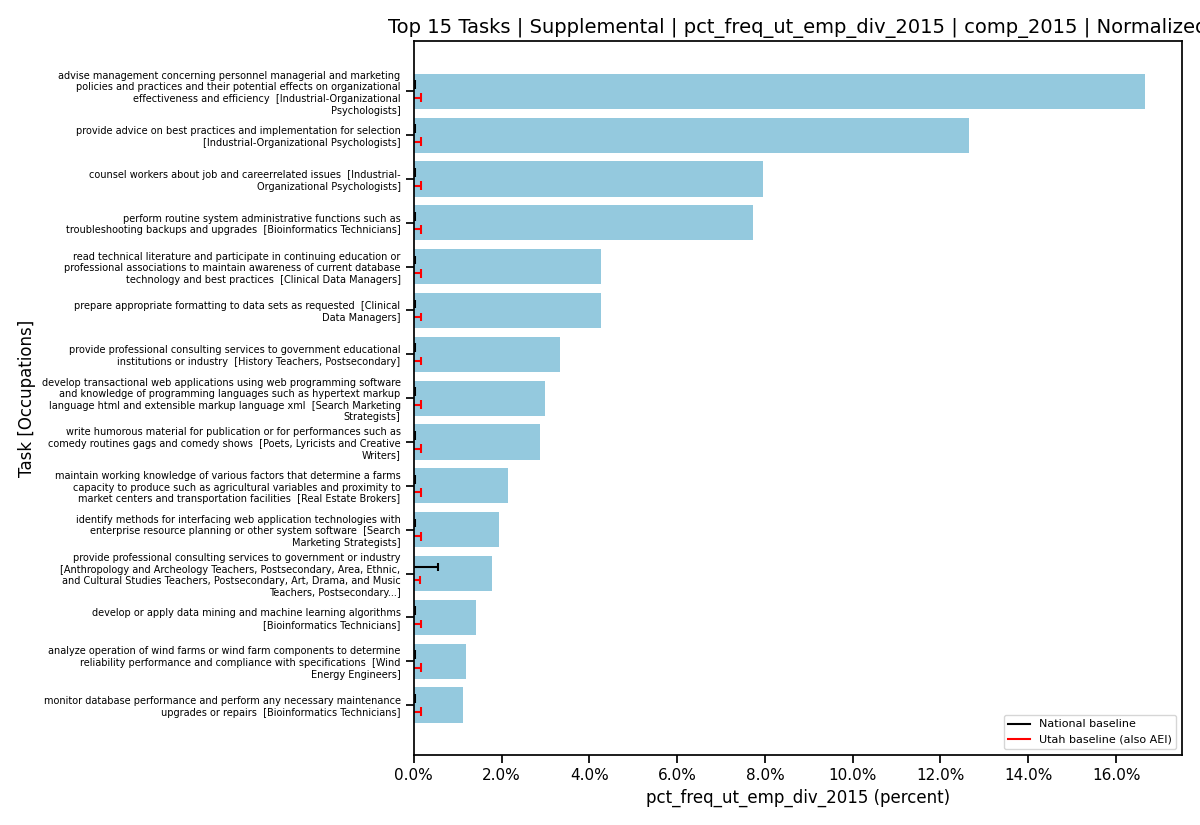 Top 15 Tasks | Supplemental | pct_freq_ut_emp_div_2015 | comp_2015 | Normalized
advise management concerning personnel managerial and marketing
policies and practices and their potential effects on organizational
effectiveness and efficiency  [Industrial-Organizational
Psychologists]
provide advice on best practices and implementation for selection
[Industrial-Organizational Psychologists]
counsel workers about job and careerrelated issues  [Industrial-
Organizational Psychologists]
perform routine system administrative functions such as
troubleshooting backups and upgrades  [Bioinformatics Technicians]
read technical literature and participate in continuing education or
professional associations to maintain awareness of current database
technology and best practices  [Clinical Data Managers]
prepare appropriate formatting to data sets as requested  [Clinical
Data Managers]
provide professional consulting services to government educational
institutions or industry  [History Teachers, Postsecondary]
develop transactional web applications using web programming software
and knowledge of programming languages such as hypertext markup
language html and extensible markup language xml  [Search Marketing
Strategists]
write humorous material for publication or for performances such as
comedy routines gags and comedy shows  [Poets, Lyricists and Creative
Writers]
maintain working knowledge of various factors that determine a farms
capacity to produce such as agricultural variables and proximity to
market centers and transportation facilities  [Real Estate Brokers]
identify methods for interfacing web application technologies with
enterprise resource planning or other system software  [Search
Marketing Strategists]
provide professional consulting services to government or industry
[Anthropology and Archeology Teachers, Postsecondary, Area, Ethnic,
and Cultural Studies Teachers, Postsecondary, Art, Drama, and Music
Teachers, Postsecondary...]
develop or apply data mining and machine learning algorithms
[Bioinformatics Technicians]
analyze operation of wind farms or wind farm components to determine
reliability performance and compliance with specifications  [Wind
Energy Engineers]
monitor database performance and perform any necessary maintenance
upgrades or repairs  [Bioinformatics Technicians]
Task [Occupations]
National baseline
Utah baseline (also AEI)
0.0% 2.0% 4.0% 6.0% 8.0% 10.0% 12.0% 14.0% 16.0%
pct_freq_ut_emp_div_2015 (percent)